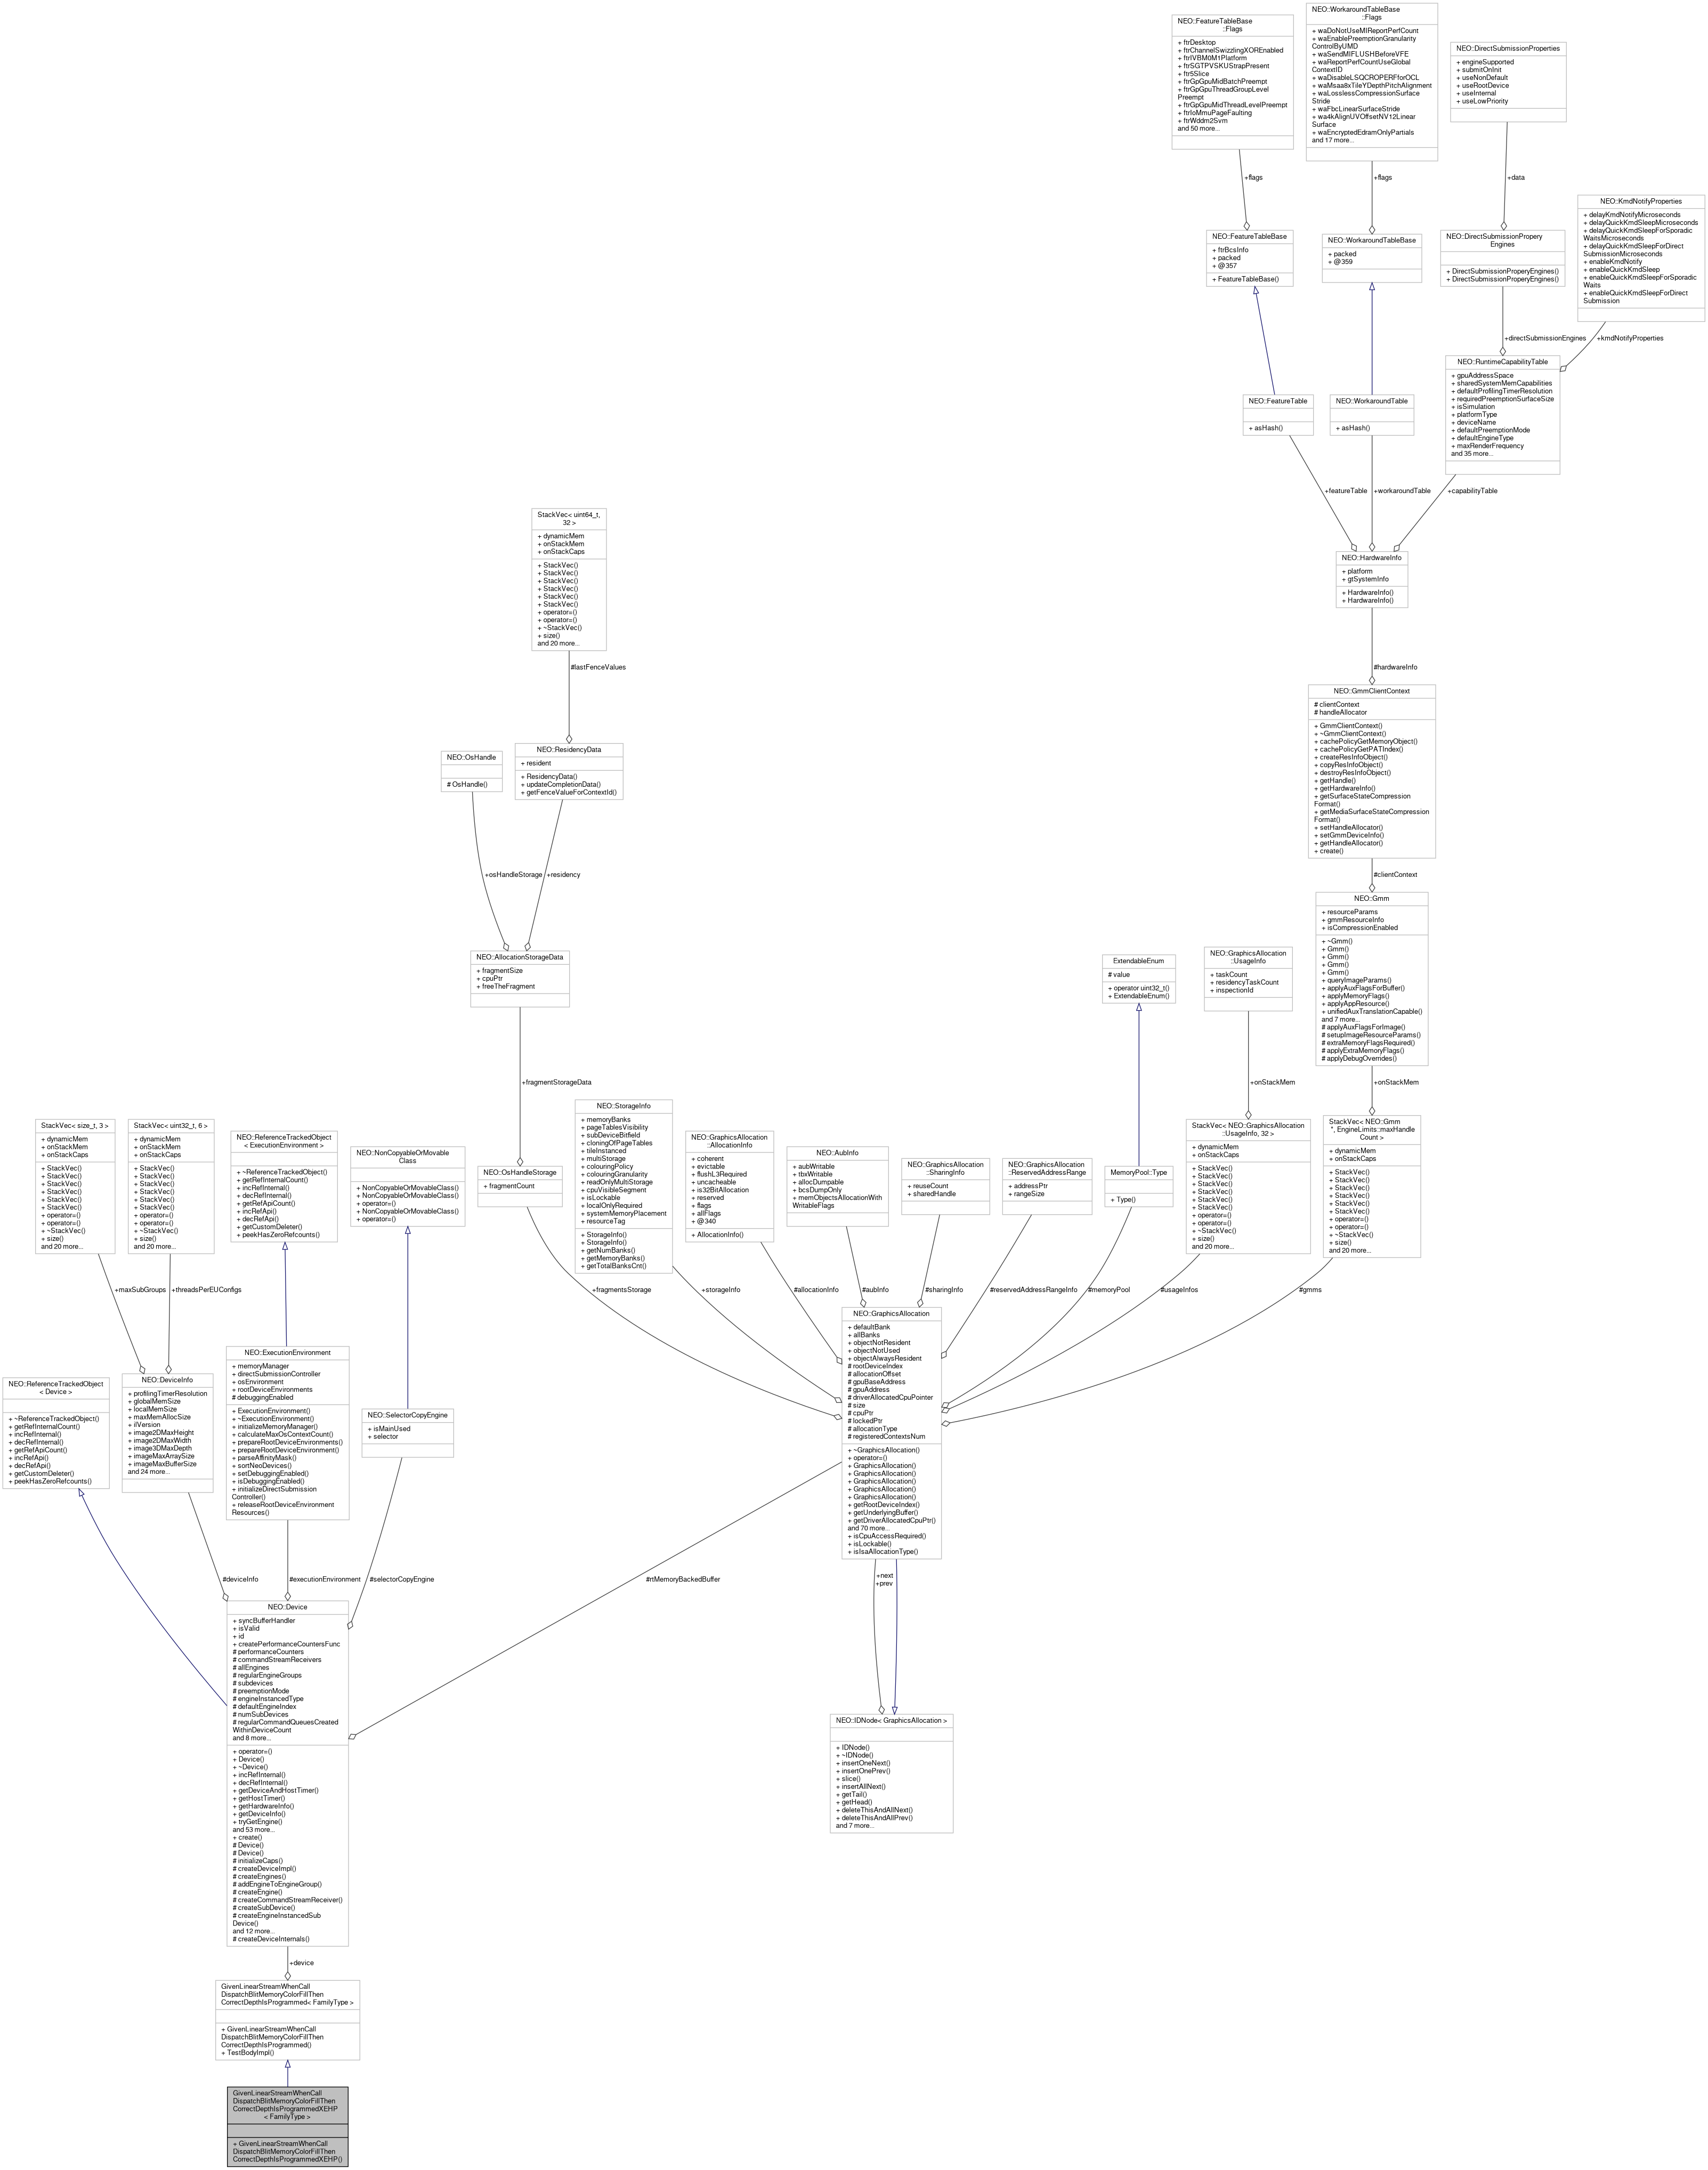 NEO::FeatureTableBase
::Flags
+ ftrDesktop
+ ftrChannelSwizzlingXOREnabled
+ ftrIVBM0M1Platform
+ ftrSGTPVSKUStrapPresent
+ ftr5Slice
+ ftrGpGpuMidBatchPreempt
+ ftrGpGpuThreadGroupLevel
Preempt
+ ftrGpGpuMidThreadLevelPreempt
+ ftrIoMmuPageFaulting
+ ftrWddm2Svm
and 50 more...
NEO::WorkaroundTableBase
::Flags
+ waDoNotUseMIReportPerfCount
+ waEnablePreemptionGranularity
ControlByUMD
+ waSendMIFLUSHBeforeVFE
+ waReportPerfCountUseGlobal
ContextID
+ waDisableLSQCROPERFforOCL
+ waMsaa8xTileYDepthPitchAlignment
+ waLosslessCompressionSurface
Stride
+ waFbcLinearSurfaceStride
+ wa4kAlignUVOffsetNV12Linear
Surface
+ waEncryptedEdramOnlyPartials
and 17 more...
NEO::DirectSubmissionProperties
+ engineSupported
+ submitOnInit
+ useNonDefault
+ useRootDevice
+ useInternal
+ useLowPriority
+flags
+flags
+data
NEO::KmdNotifyProperties
+ delayKmdNotifyMicroseconds
+ delayQuickKmdSleepMicroseconds
+ delayQuickKmdSleepForSporadic
WaitsMicroseconds
+ delayQuickKmdSleepForDirect
SubmissionMicroseconds
+ enableKmdNotify
+ enableQuickKmdSleep
+ enableQuickKmdSleepForSporadic
Waits
+ enableQuickKmdSleepForDirect
Submission
NEO::FeatureTableBase
+ ftrBcsInfo
+ packed
+ @357
+ FeatureTableBase()
NEO::WorkaroundTableBase
+ packed
+ @359
NEO::DirectSubmissionPropery
Engines
+ DirectSubmissionProperyEngines()
+ DirectSubmissionProperyEngines()
+directSubmissionEngines
+kmdNotifyProperties
NEO::RuntimeCapabilityTable
+ gpuAddressSpace
+ sharedSystemMemCapabilities
+ defaultProfilingTimerResolution
+ requiredPreemptionSurfaceSize
+ isSimulation
+ platformType
+ deviceName
+ defaultPreemptionMode
+ defaultEngineType
+ maxRenderFrequency
and 35 more...
NEO::FeatureTable
+ asHash()
NEO::WorkaroundTable
+ asHash()
+featureTable
+workaroundTable
+capabilityTable
StackVec< uint64_t,
32 >
+ dynamicMem
+ onStackMem
+ onStackCaps
+ StackVec()
+ StackVec()
+ StackVec()
+ StackVec()
+ StackVec()
+ StackVec()
+ operator=()
+ operator=()
+ ~StackVec()
+ size()
and 20 more...
NEO::HardwareInfo
+ platform
+ gtSystemInfo
+ HardwareInfo()
+ HardwareInfo()
#lastFenceValues
#hardwareInfo
NEO::GmmClientContext
# clientContext
# handleAllocator
+ GmmClientContext()
+ ~GmmClientContext()
+ cachePolicyGetMemoryObject()
+ cachePolicyGetPATIndex()
+ createResInfoObject()
+ copyResInfoObject()
+ destroyResInfoObject()
+ getHandle()
+ getHardwareInfo()
+ getSurfaceStateCompression
Format()
+ getMediaSurfaceStateCompression
Format()
+ setHandleAllocator()
+ setGmmDeviceInfo()
+ getHandleAllocator()
+ create()
NEO::OsHandle
# OsHandle()
NEO::ResidencyData
+ resident
+ ResidencyData()
+ updateCompletionData()
+ getFenceValueForContextId()
+osHandleStorage
+residency
#clientContext
NEO::Gmm
+ resourceParams
+ gmmResourceInfo
+ isCompressionEnabled
+ ~Gmm()
+ Gmm()
+ Gmm()
+ Gmm()
+ Gmm()
+ queryImageParams()
+ applyAuxFlagsForBuffer()
+ applyMemoryFlags()
+ applyAppResource()
+ unifiedAuxTranslationCapable()
and 7 more...
# applyAuxFlagsForImage()
# setupImageResourceParams()
# extraMemoryFlagsRequired()
# applyExtraMemoryFlags()
# applyDebugOverrides()
NEO::AllocationStorageData
+ fragmentSize
+ cpuPtr
+ freeTheFragment
ExtendableEnum
# value
+ operator uint32_t()
+ ExtendableEnum()
NEO::GraphicsAllocation
::UsageInfo
+ taskCount
+ residencyTaskCount
+ inspectionId
+fragmentStorageData
+onStackMem
+onStackMem
StackVec< size_t, 3 >
+ dynamicMem
+ onStackMem
+ onStackCaps
+ StackVec()
+ StackVec()
+ StackVec()
+ StackVec()
+ StackVec()
+ StackVec()
+ operator=()
+ operator=()
+ ~StackVec()
+ size()
and 20 more...
StackVec< uint32_t, 6 >
+ dynamicMem
+ onStackMem
+ onStackCaps
+ StackVec()
+ StackVec()
+ StackVec()
+ StackVec()
+ StackVec()
+ StackVec()
+ operator=()
+ operator=()
+ ~StackVec()
+ size()
and 20 more...
NEO::ReferenceTrackedObject
< ExecutionEnvironment >
+ ~ReferenceTrackedObject()
+ getRefInternalCount()
+ incRefInternal()
+ decRefInternal()
+ getRefApiCount()
+ incRefApi()
+ decRefApi()
+ getCustomDeleter()
+ peekHasZeroRefcounts()
NEO::NonCopyableOrMovable
Class
+ NonCopyableOrMovableClass()
+ NonCopyableOrMovableClass()
+ operator=()
+ NonCopyableOrMovableClass()
+ operator=()
NEO::OsHandleStorage
+ fragmentCount
NEO::StorageInfo
+ memoryBanks
+ pageTablesVisibility
+ subDeviceBitfield
+ cloningOfPageTables
+ tileInstanced
+ multiStorage
+ colouringPolicy
+ colouringGranularity
+ readOnlyMultiStorage
+ cpuVisibleSegment
+ isLockable
+ localOnlyRequired
+ systemMemoryPlacement
+ resourceTag
+ StorageInfo()
+ StorageInfo()
+ getNumBanks()
+ getMemoryBanks()
+ getTotalBanksCnt()
NEO::GraphicsAllocation
::AllocationInfo
+ coherent
+ evictable
+ flushL3Required
+ uncacheable
+ is32BitAllocation
+ reserved
+ flags
+ allFlags
+ @340
+ AllocationInfo()
NEO::AubInfo
+ aubWritable
+ tbxWritable
+ allocDumpable
+ bcsDumpOnly
+ memObjectsAllocationWith
WritableFlags
NEO::GraphicsAllocation
::SharingInfo
+ reuseCount
+ sharedHandle
NEO::GraphicsAllocation
::ReservedAddressRange
+ addressPtr
+ rangeSize
MemoryPool::Type
+ Type()
StackVec< NEO::GraphicsAllocation
::UsageInfo, 32 >
+ dynamicMem
+ onStackCaps
+ StackVec()
+ StackVec()
+ StackVec()
+ StackVec()
+ StackVec()
+ StackVec()
+ operator=()
+ operator=()
+ ~StackVec()
+ size()
and 20 more...
StackVec< NEO::Gmm
*, EngineLimits::maxHandle
Count >
+ dynamicMem
+ onStackCaps
+ StackVec()
+ StackVec()
+ StackVec()
+ StackVec()
+ StackVec()
+ StackVec()
+ operator=()
+ operator=()
+ ~StackVec()
+ size()
and 20 more...
+maxSubGroups
+threadsPerEUConfigs
+fragmentsStorage
+storageInfo
#allocationInfo
#aubInfo
#sharingInfo
#reservedAddressRangeInfo
#memoryPool
#usageInfos
#gmms
NEO::ReferenceTrackedObject
< Device >
+ ~ReferenceTrackedObject()
+ getRefInternalCount()
+ incRefInternal()
+ decRefInternal()
+ getRefApiCount()
+ incRefApi()
+ decRefApi()
+ getCustomDeleter()
+ peekHasZeroRefcounts()
NEO::DeviceInfo
+ profilingTimerResolution
+ globalMemSize
+ localMemSize
+ maxMemAllocSize
+ ilVersion
+ image2DMaxHeight
+ image2DMaxWidth
+ image3DMaxDepth
+ imageMaxArraySize
+ imageMaxBufferSize
and 24 more...
NEO::ExecutionEnvironment
+ memoryManager
+ directSubmissionController
+ osEnvironment
+ rootDeviceEnvironments
# debuggingEnabled
+ ExecutionEnvironment()
+ ~ExecutionEnvironment()
+ initializeMemoryManager()
+ calculateMaxOsContextCount()
+ prepareRootDeviceEnvironments()
+ prepareRootDeviceEnvironment()
+ parseAffinityMask()
+ sortNeoDevices()
+ setDebuggingEnabled()
+ isDebuggingEnabled()
+ initializeDirectSubmission
Controller()
+ releaseRootDeviceEnvironment
Resources()
NEO::SelectorCopyEngine
+ isMainUsed
+ selector
NEO::GraphicsAllocation
+ defaultBank
+ allBanks
+ objectNotResident
+ objectNotUsed
+ objectAlwaysResident
# rootDeviceIndex
# allocationOffset
# gpuBaseAddress
# gpuAddress
# driverAllocatedCpuPointer
# size
# cpuPtr
# lockedPtr
# allocationType
# registeredContextsNum
+ ~GraphicsAllocation()
+ operator=()
+ GraphicsAllocation()
+ GraphicsAllocation()
+ GraphicsAllocation()
+ GraphicsAllocation()
+ GraphicsAllocation()
+ getRootDeviceIndex()
+ getUnderlyingBuffer()
+ getDriverAllocatedCpuPtr()
and 70 more...
+ isCpuAccessRequired()
+ isLockable()
+ isIsaAllocationType()
#deviceInfo
#executionEnvironment
#selectorCopyEngine
#rtMemoryBackedBuffer
+next
+prev
NEO::Device
+ syncBufferHandler
+ isValid
+ id
+ createPerformanceCountersFunc
# performanceCounters
# commandStreamReceivers
# allEngines
# regularEngineGroups
# subdevices
# preemptionMode
# engineInstancedType
# defaultEngineIndex
# numSubDevices
# regularCommandQueuesCreated
WithinDeviceCount
and 8 more...
+ operator=()
+ Device()
+ ~Device()
+ incRefInternal()
+ decRefInternal()
+ getDeviceAndHostTimer()
+ getHostTimer()
+ getHardwareInfo()
+ getDeviceInfo()
+ tryGetEngine()
and 53 more...
+ create()
# Device()
# Device()
# initializeCaps()
# createDeviceImpl()
# createEngines()
# addEngineToEngineGroup()
# createEngine()
# createCommandStreamReceiver()
# createSubDevice()
# createEngineInstancedSub
Device()
and 12 more...
# createDeviceInternals()
NEO::IDNode< GraphicsAllocation >
+ IDNode()
+ ~IDNode()
+ insertOneNext()
+ insertOnePrev()
+ slice()
+ insertAllNext()
+ getTail()
+ getHead()
+ deleteThisAndAllNext()
+ deleteThisAndAllPrev()
and 7 more...
+device
GivenLinearStreamWhenCall
DispatchBlitMemoryColorFillThen
CorrectDepthIsProgrammed< FamilyType >
+ GivenLinearStreamWhenCall
DispatchBlitMemoryColorFillThen
CorrectDepthIsProgrammed()
+ TestBodyImpl()
GivenLinearStreamWhenCall
DispatchBlitMemoryColorFillThen
CorrectDepthIsProgrammedXEHP
< FamilyType >
+ GivenLinearStreamWhenCall
DispatchBlitMemoryColorFillThen
CorrectDepthIsProgrammedXEHP()